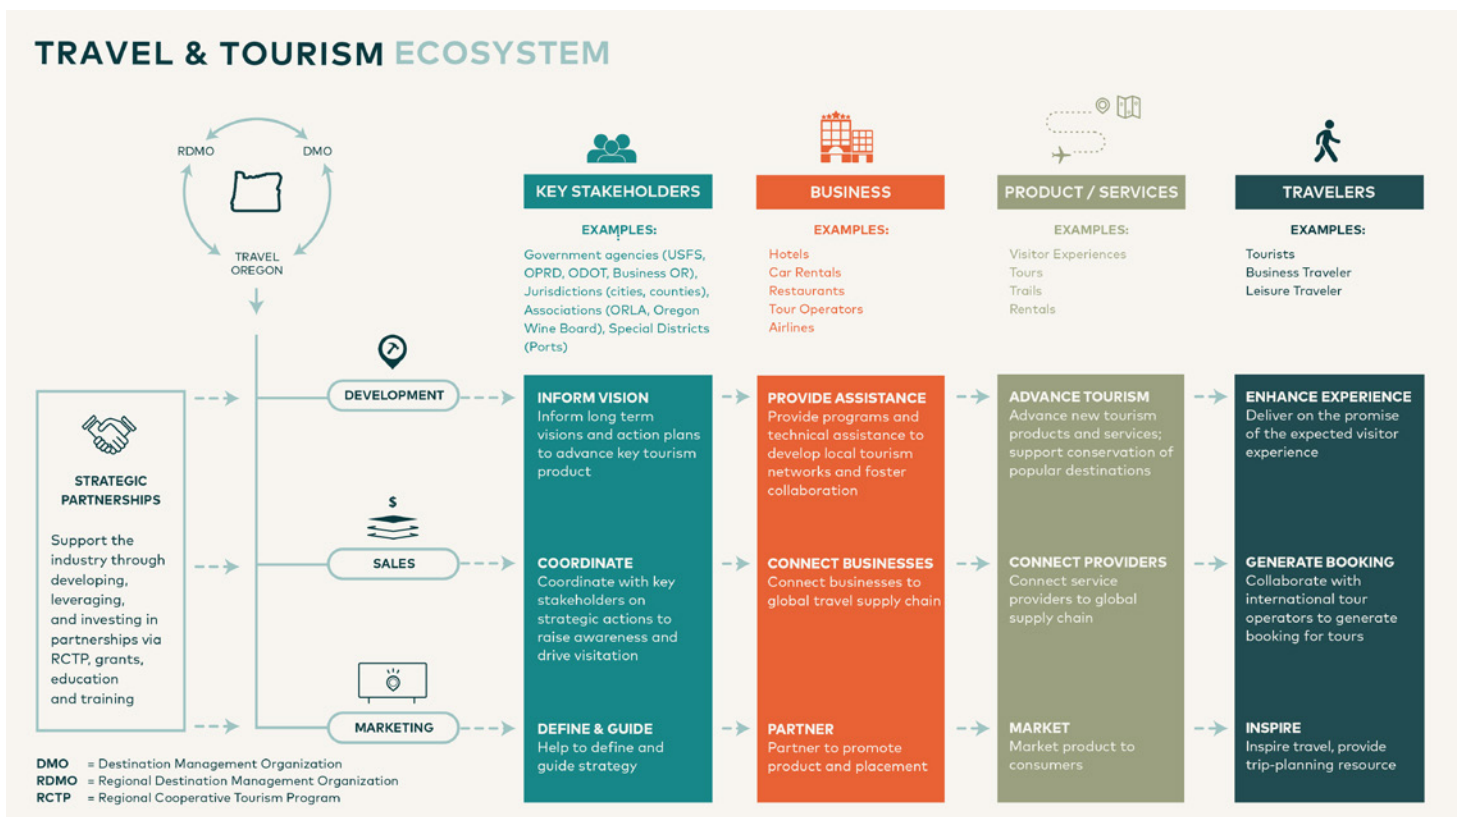 TRAVEL & TOURISM ECOSYSTEM
RDMO
DMO
TRAVEL
OREGON
KEY STAKEHOLDERS
EXAMPLES:
Government agencies (USFS,
OPRD, ODOT, Business OR),
Jurisdictions (cities, counties),
Associations (ORLA, Oregon
Wine Board), Special Districts
(Ports)
BUSINESS
EXAMPLES:
Hotels
Car Rentals
Restaurants
Tour Operators
Airlines
PRODUCT / SERVICES
EXAMPLES:
Visitor Experiences
Tours
Trails
Rentals
TRAVELERS
EXAMPLES:
Tourists
Business Traveler
Leisure Traveler
STRATEGIC
PARTNERSHIPS
Support the
industry through
developing,
leveraging,
and investing in
partnerships via
RCTP, grants,
education
and training
DEVELOPMENT
INFORM VISION
Inform long term
visions and action plans
to advance key tourism
product
PROVIDE ASSISTANCE
Provide programs and
technical assistance to
develop local tourism
networks and foster
collaboration
ADVANCE TOURISM
Advance new tourism
products and services;
support conservation of
popular destinations
ENHANCE EXPERIENCE
Deliver on the promise
of the expected visitor
experience
$
SALES
COORDINATE
Coordinate with key
stakeholders on
strategic actions to
raise awareness and
drive visitation
CONNECT BUSINESSES
Connect businesses to
global travel supply chain
CONNECT PROVIDERS
Connect service
providers to global
supply chain
GENERATE BOOKING
Collaborate with
international tour
operators to generate
booking for tours
MARKETING
DEFINE & GUIDE
Help to define and
guide strategy
PARTNER
Partner to promote
product and placement
MARKET
Market product to
consumers
INSPIRE
Inspire travel, provide
trip-planning resource
DMO = Destination Management Organization
RDMO = Regional Destination Management Organization
RCTP = Regional Cooperative Tourism Program